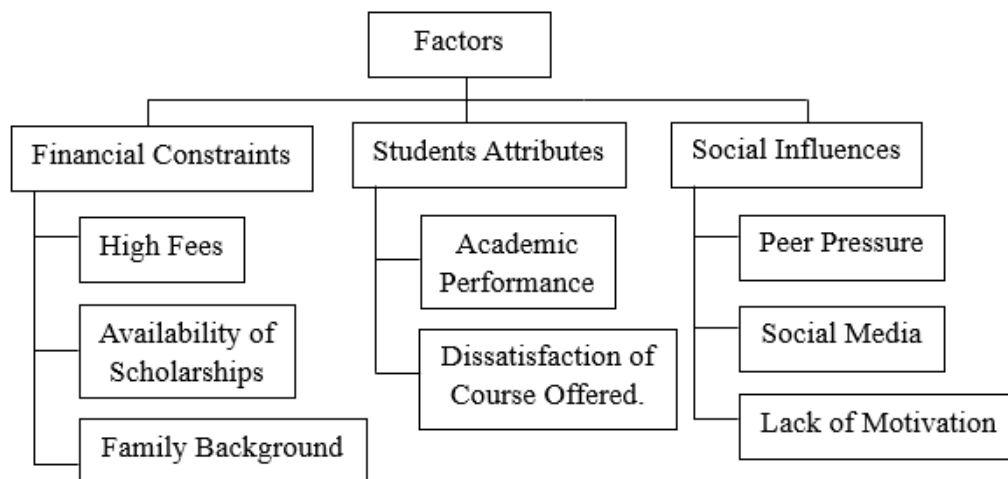 Factors
Financial Constraints
High Fees
Availability of
Scholarships
Family Background
Students Attributes
Academic
Performance
Dissatisfaction of
Course Offered.
Social Influences
Peer Pressure
Social Media
Lack of Motivation